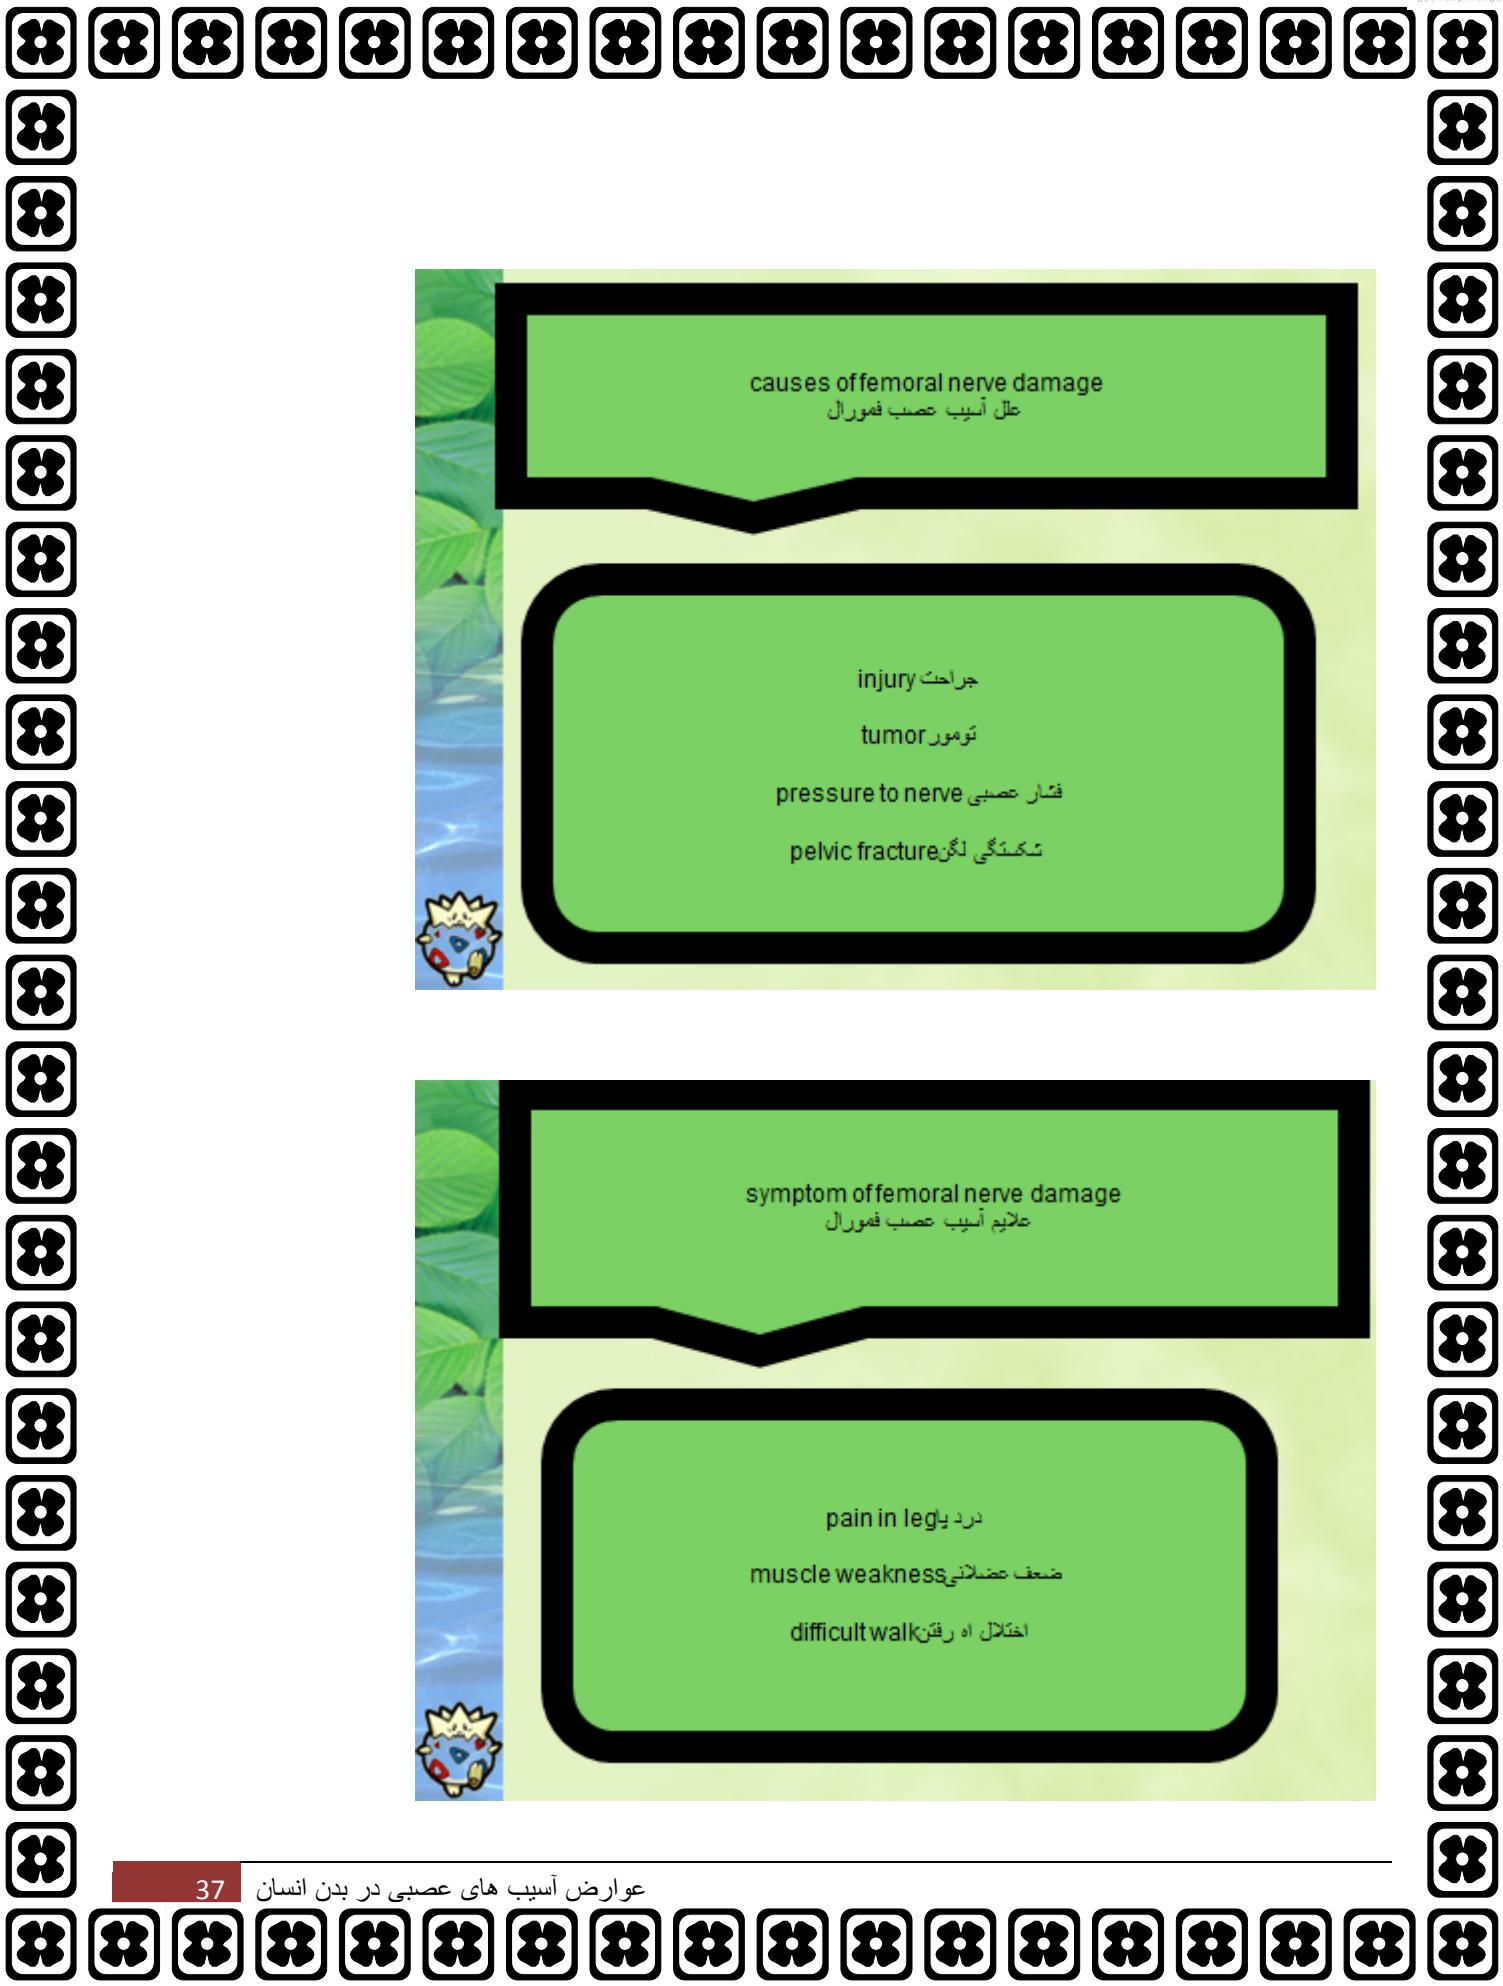 causes of femoral nerve damage
علل آسیب عصب فمورال
injury جراحت
tumor تومور
pressure to nerve فشار عصبی
pelvic fracture شکستگی لگن
symptom of femoral nerve damage
علایم آسیب عصب فمورال
pain in leg درد پا
muscle weakness ضعف عضلانی
difficult walk اختلال اه رفتن
عوارض آسیب های عصبی در بدن انسان 37